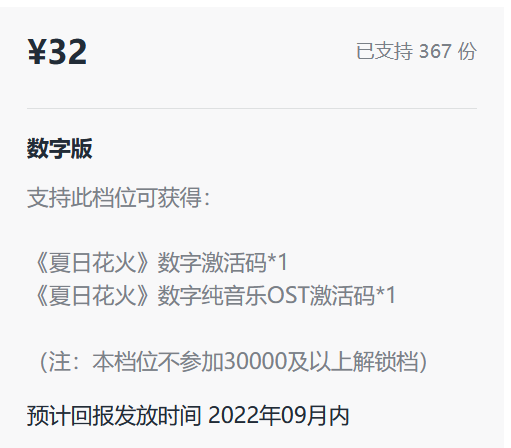 ¥32
已支持 367 份
数字版
支持此档位可获得：
《夏日花火》数字激活码*1
《夏日花火》数字纯音乐OST激活码*1
（注：本档位不参加30000及以上解锁档）
预计回报发放时间 2022年09月内